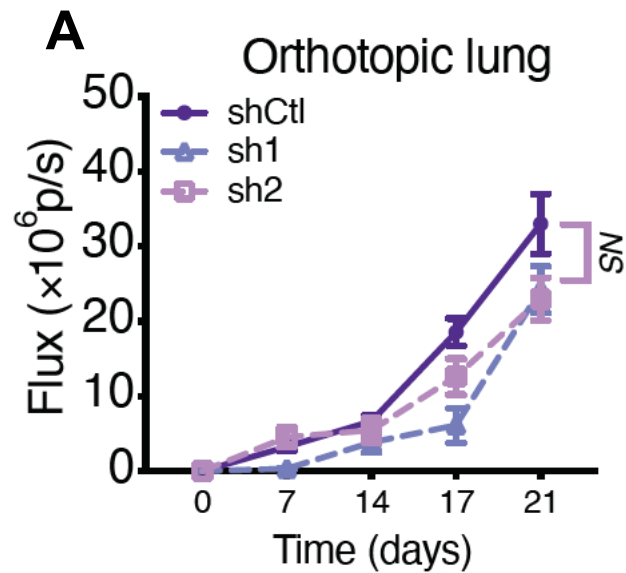 A
Orthotopic lung
shCtl
sh1
sh2
50
40
30
20
10
0
Flux (×10⁶p/s)
NS
0 7 14 17 21
Time (days)